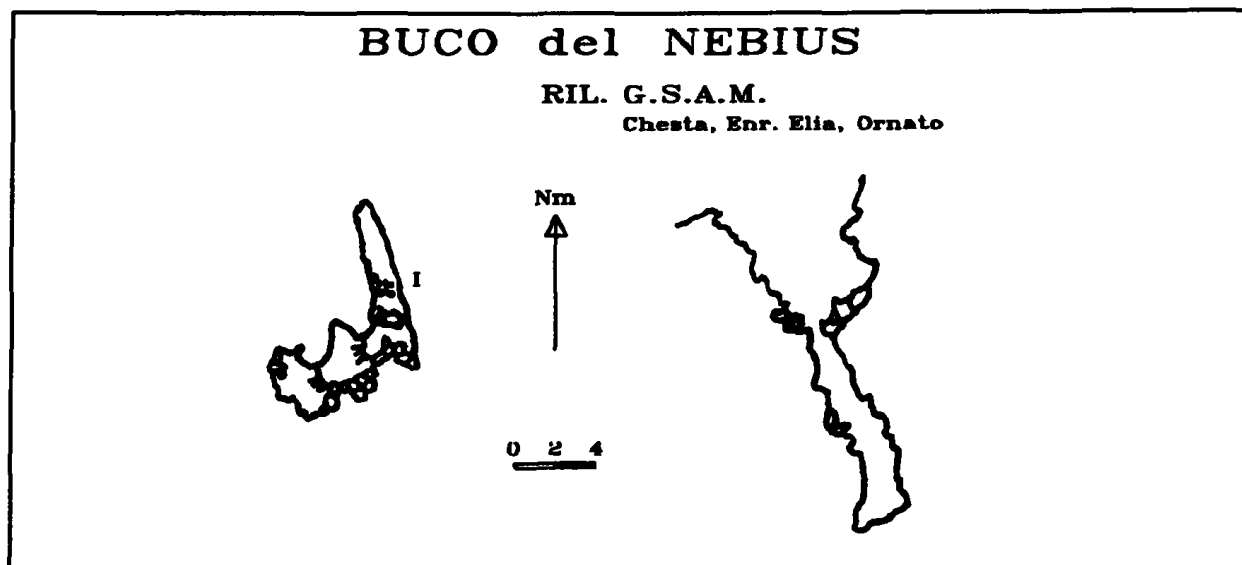 BUCO del NEBIUS
RIL. G.S.A.M.
Chesta, Enr. Elia, Ornato
Nm
I
0 2 4